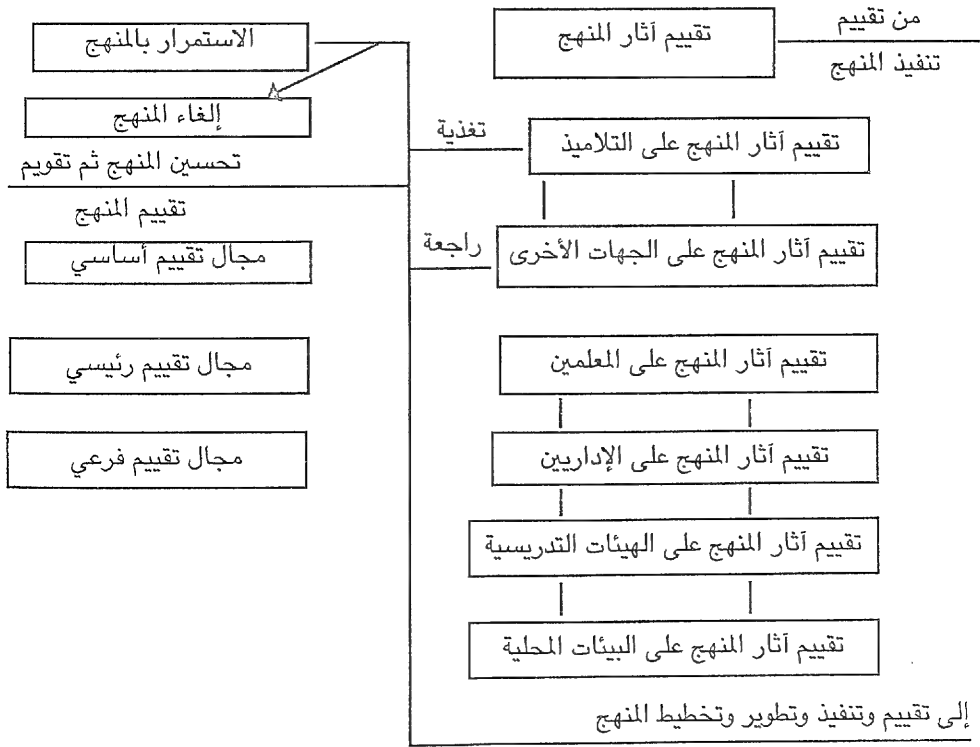 من تقييم
تنفيذ المنهج
تقييم آثار المنهج
تقييم آثار المنهج على التلاميذ
تغذية
تقييم آثار المنهج على الجهات الأخرى
راجعة
تقييم آثار المنهج على المعلمين
تقييم آثار المنهج على الإداريين
تقييم آثار المنهج على الهيئات التدريسية
تقييم آثار المنهج على البيئات المحلية
إلى تقييم وتنفيذ وتطوير وتخطيط المنهج
الاستمرار بالمنهج
إلغاء المنهج
تحسين المنهج ثم تقويم
تقييم المنهج
مجال تقييم أساسي
مجال تقييم رئيسي
مجال تقييم فرعي